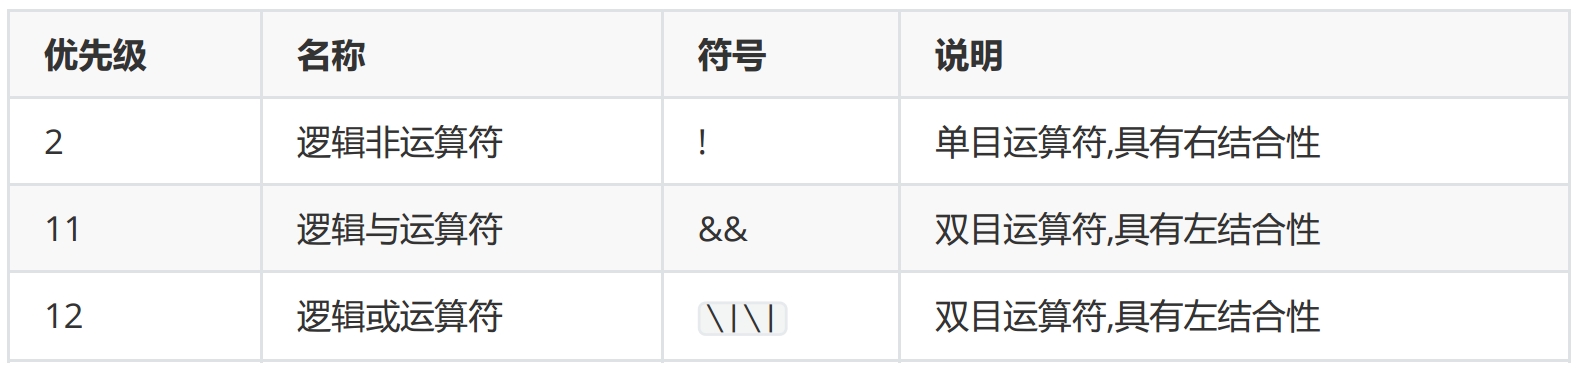 优先级 名称 符号 说明
2 逻辑非运算符 ! 单目运算符,具有右结合性
11 逻辑与运算符 && 双目运算符,具有左结合性
12 逻辑或运算符 \|\| 双目运算符,具有左结合性